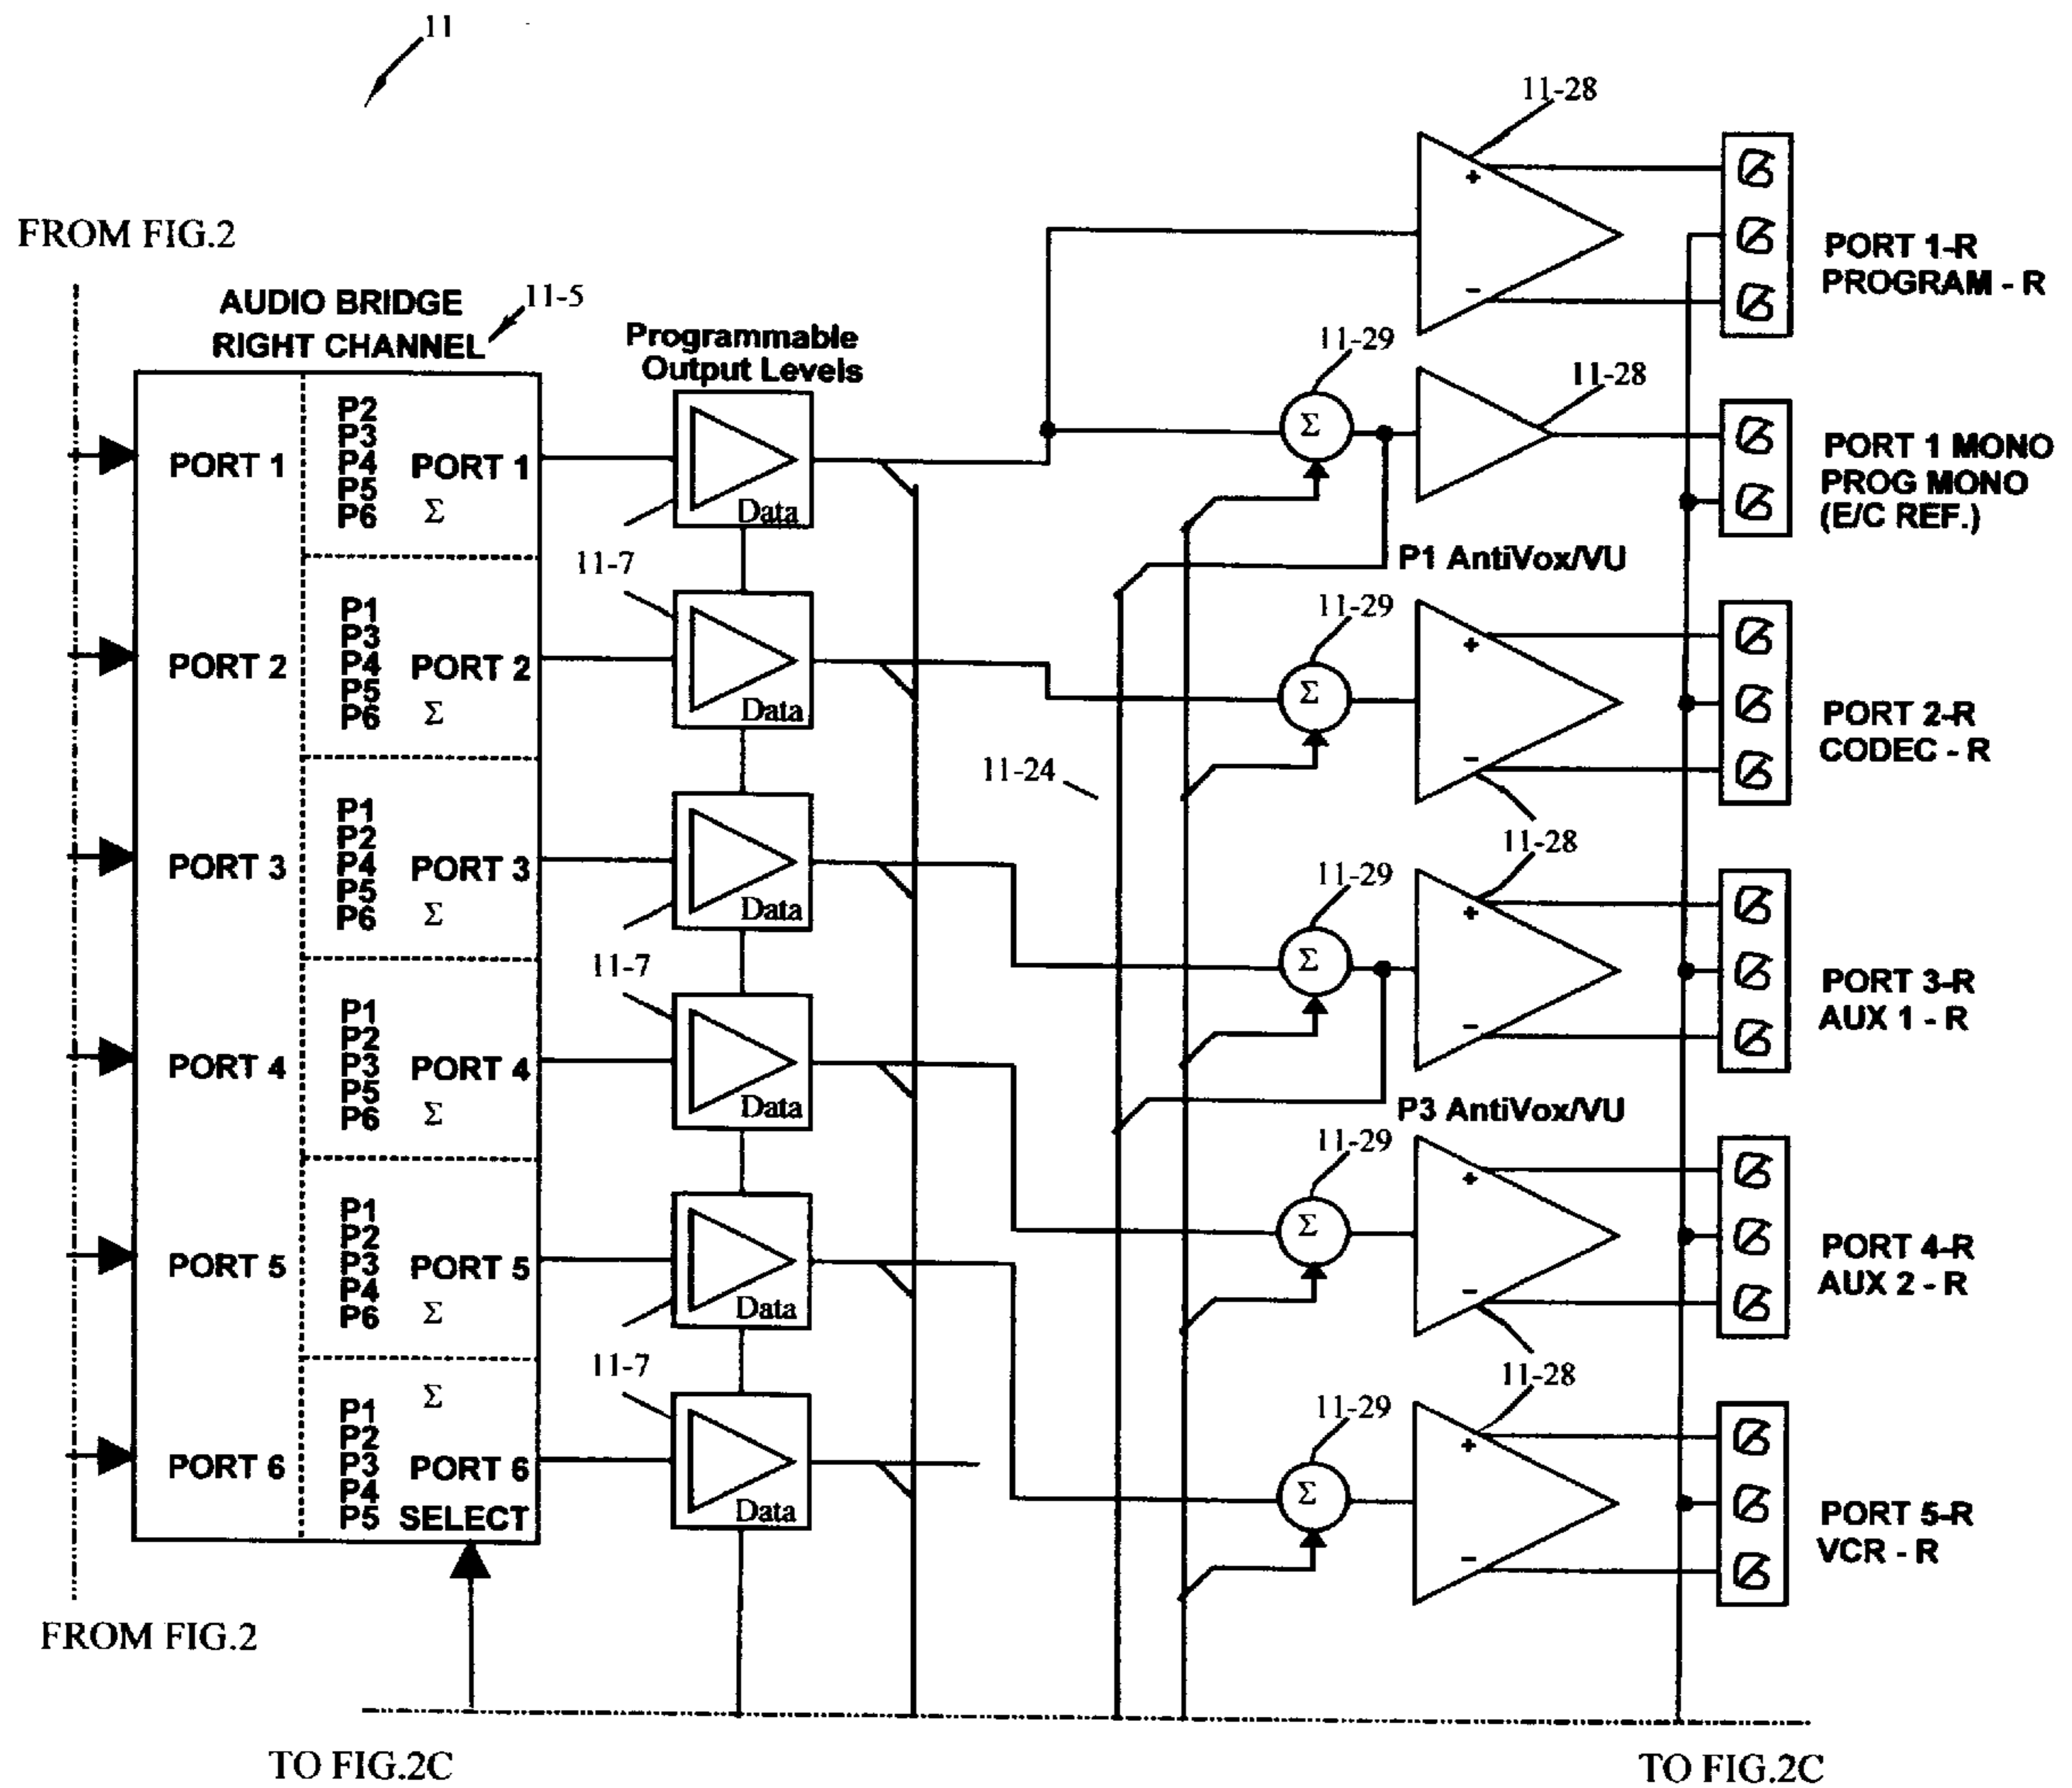 11
11-28
FROM FIG.2
PORT 1-R
PROGRAM - R
AUDIO BRIDGE
RIGHT CHANNEL
11-5
Programmable
Output Levels
11-29
11-28
PORT 1
P2
P3
P4
P5
P6
PORT 1
Σ
Data
Σ
+
−
PORT 1 MONO
PROG MONO
(E/C REF.)
P1 AntiVox/VU
11-7
11-29
PORT 2
P1
P3
P4
P5
P6
PORT 2
Σ
Data
Σ
+
−
PORT 2-R
CODEC - R
11-24
11-28
11-29
PORT 3
P1
P2
P4
P5
P6
PORT 3
Σ
Data
Σ
+
−
PORT 3-R
AUX 1 - R
11-7
P3 AntiVox/VU
11-29
PORT 4
P1
P2
P3
P5
P6
PORT 4
Σ
Data
Σ
+
−
PORT 4-R
AUX 2 - R
PORT 5
P1
P2
P3
P4
P6
PORT 5
Σ
Data
11-7
11-28
11-29
PORT 6
Σ
P1
P2
P3
P4
P5
PORT 6
SELECT
Data
Σ
+
−
PORT 5-R
VCR - R
FROM FIG.2
TO FIG.2C
TO FIG.2C